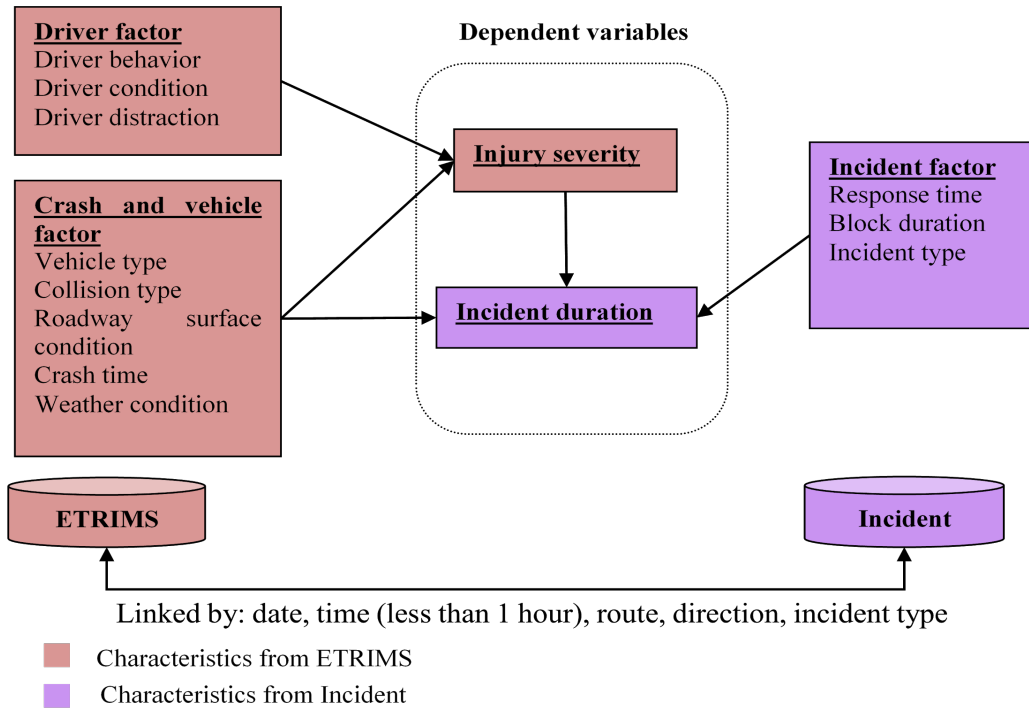 Driver factor
Driver behavior
Driver condition
Driver distraction
Crash and vehicle
factor
Vehicle type
Collision type
Roadway surface
condition
Crash time
Weather condition
Dependent variables
Injury severity
Incident duration
Incident factor
Response time
Block duration
Incident type
ETRIMS
Incident
Linked by: date, time (less than 1 hour), route, direction, incident type
Characteristics from ETRIMS
Characteristics from Incident